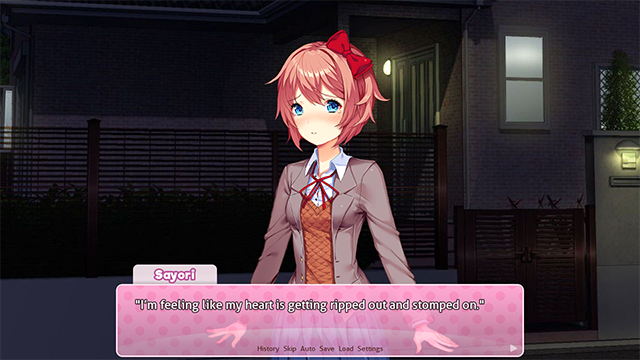 Sayori
"I'm feeling like my heart is getting ripped out and stomped on."
History Skip Auto Save Load Settings